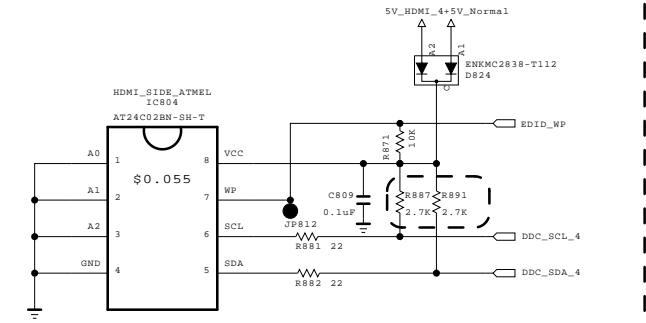 5V_HDMI_4+5V_Normal
A2
A1
ENKMC2838-T112
D824
C
HDMI_SIDE_ATMEL
IC804
AT24C02BN-SH-T
EDID_WP
R871
10K
A0
1
8
VCC
$0.055
A1
2
7
WP
C809
0.1uF
R887
R891
2.7K
2.7K
JP812
A2
3
6
SCL
R881 22
DDC_SCL_4
GND
4
5
SDA
R882 22
DDC_SDA_4